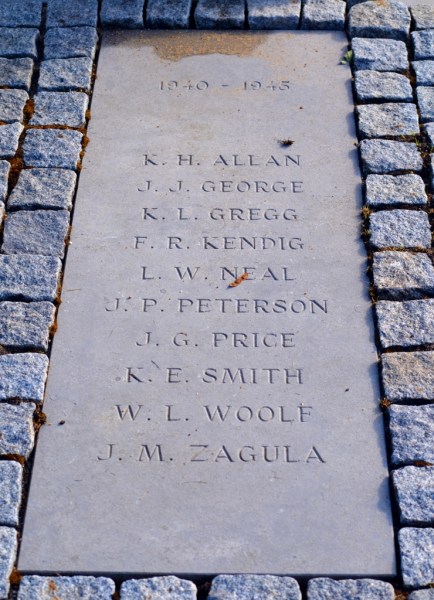 1940 - 1945
K. H. ALLAN
J. J. GEORGE
K. L. GREGG
F. R. KENDIG
L. W. NEAL
J. P. PETERSON
J. G. PRICE
K. E. SMITH
W. L. WOOLF
J. M. ZAGULA